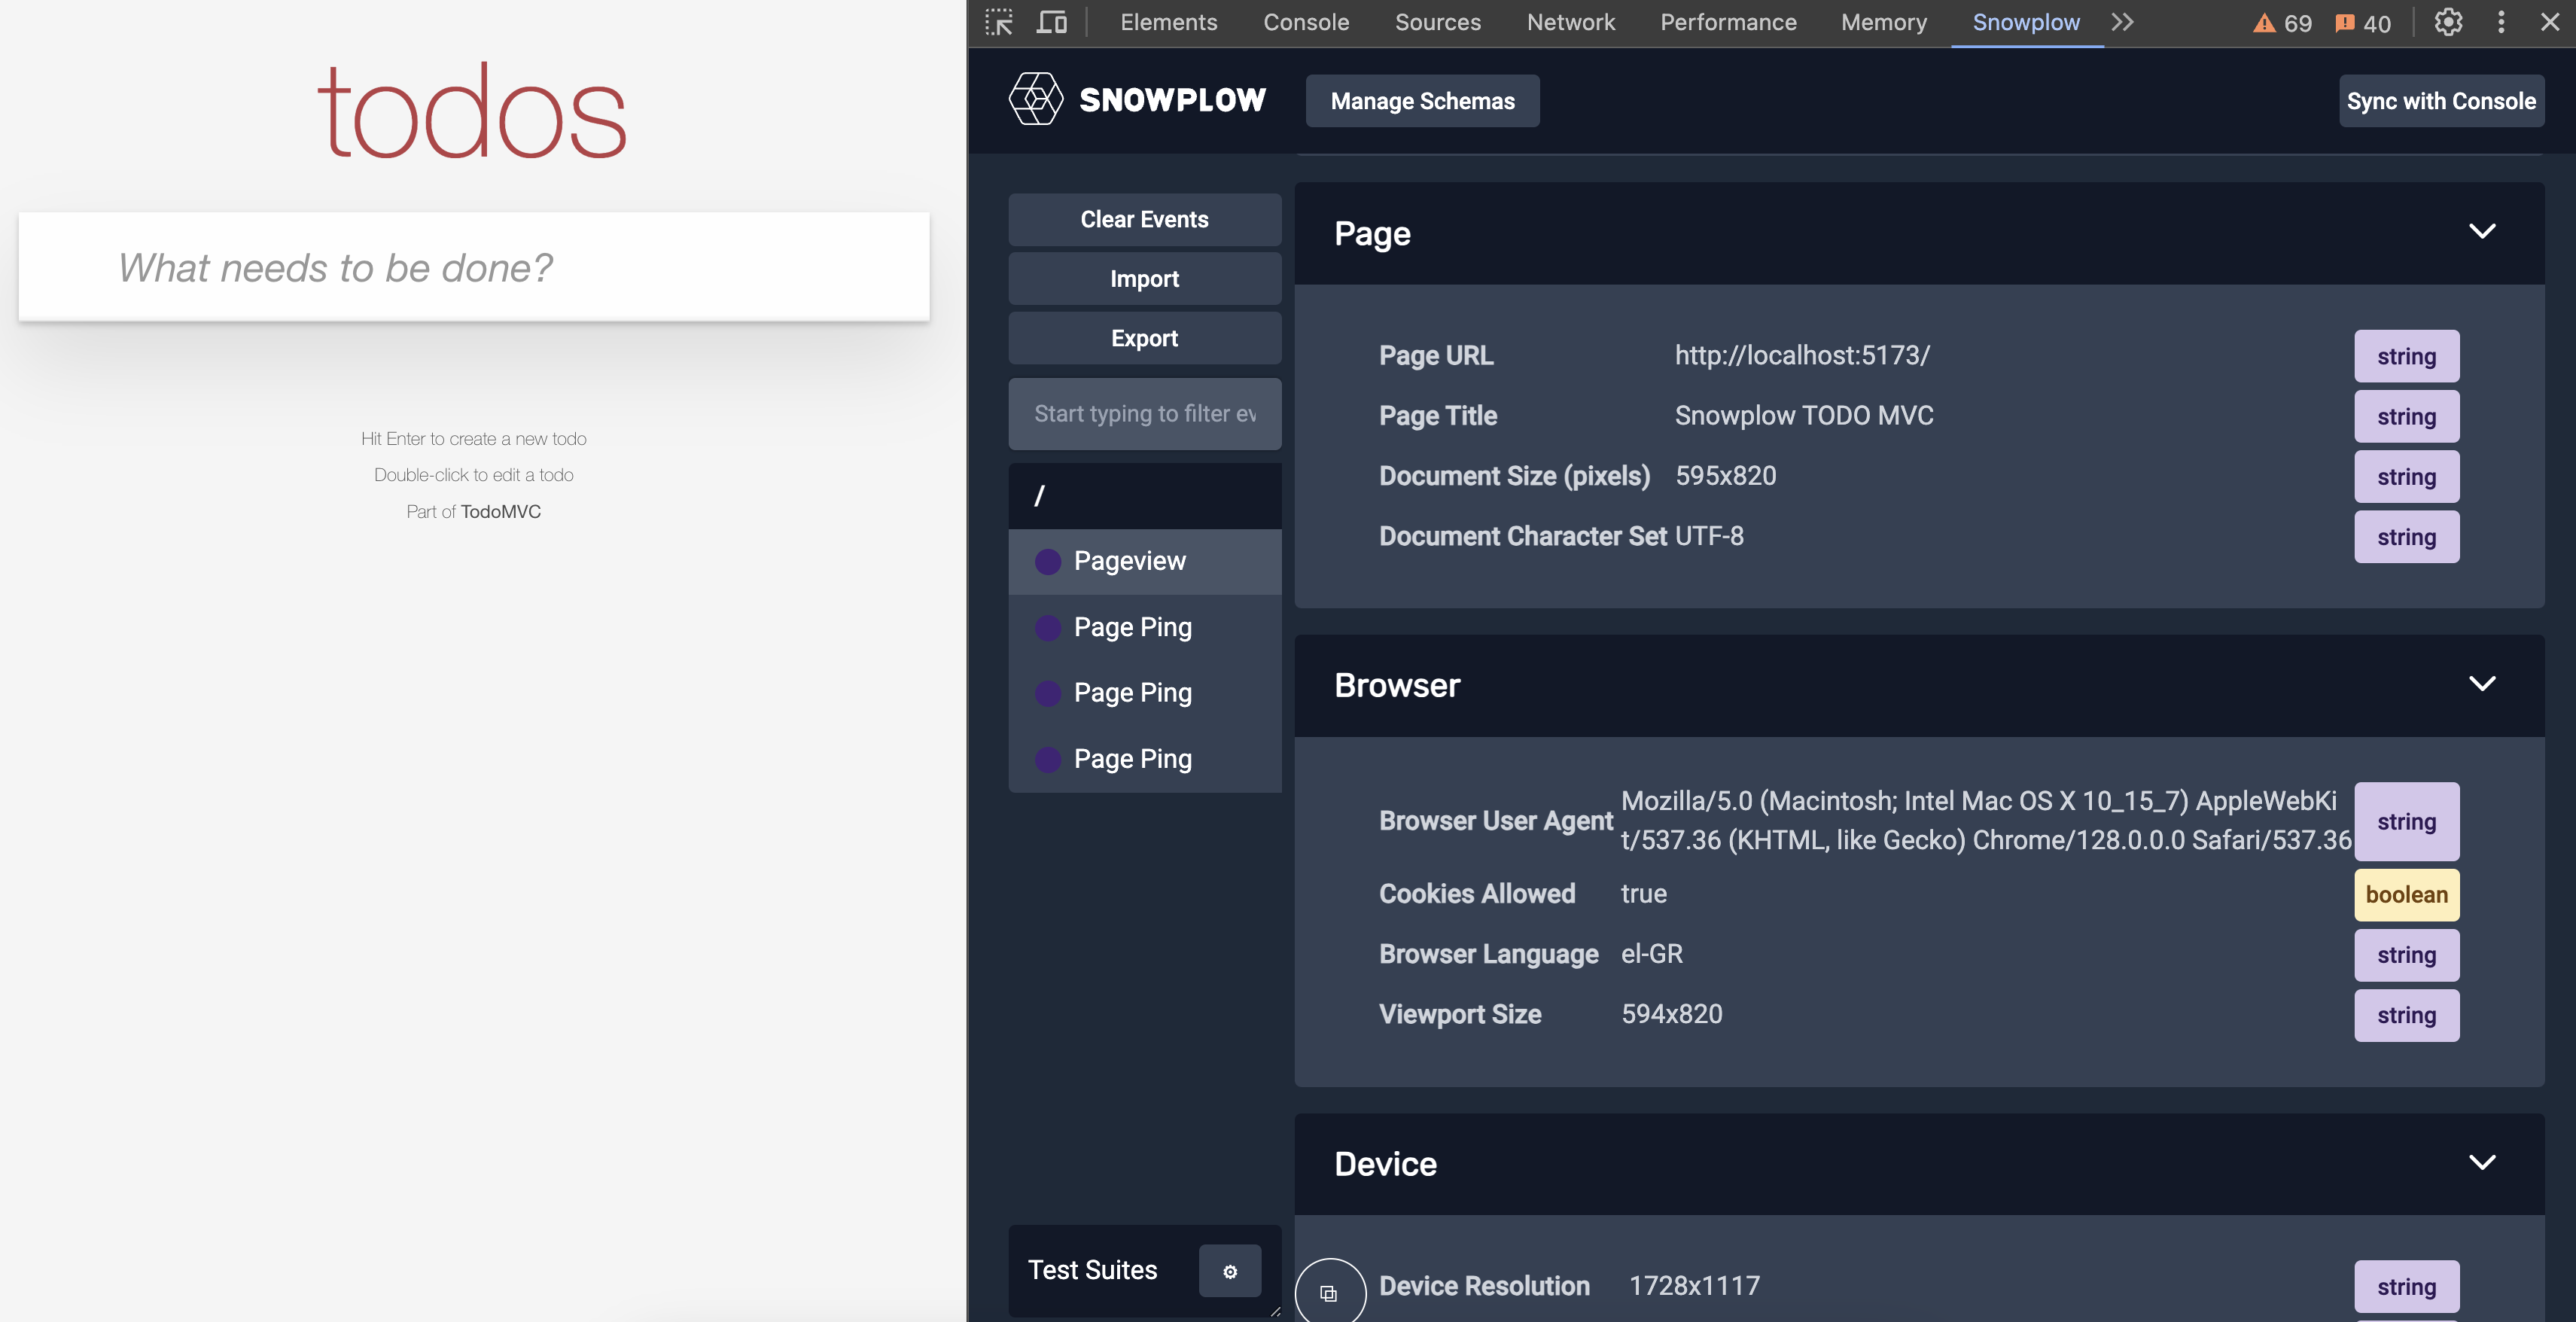 todos
What needs to be done?
Hit Enter to create a new todo
Double-click to edit a todo
Part of TodoMVC
Elements Console Sources Network Performance Memory Snowplow 69 40
SNOWPLOW Manage Schemas Sync with Console
Clear Events
Import
Export
Start typing to filter ev
/
Pageview
Page Ping
Page Ping
Page Ping
Test Suites
Page
Page URL http://localhost:5173/ string
Page Title Snowplow TODO MVC string
Document Size (pixels) 595x820 string
Document Character Set UTF-8 string
Browser
Browser User Agent Mozilla/5.0 (Macintosh; Intel Mac OS X 10_15_7) AppleWebKi
t/537.36 (KHTML, like Gecko) Chrome/128.0.0.0 Safari/537.36 string
Cookies Allowed true boolean
Browser Language el-GR string
Viewport Size 594x820 string
Device
Device Resolution 1728x1117 string